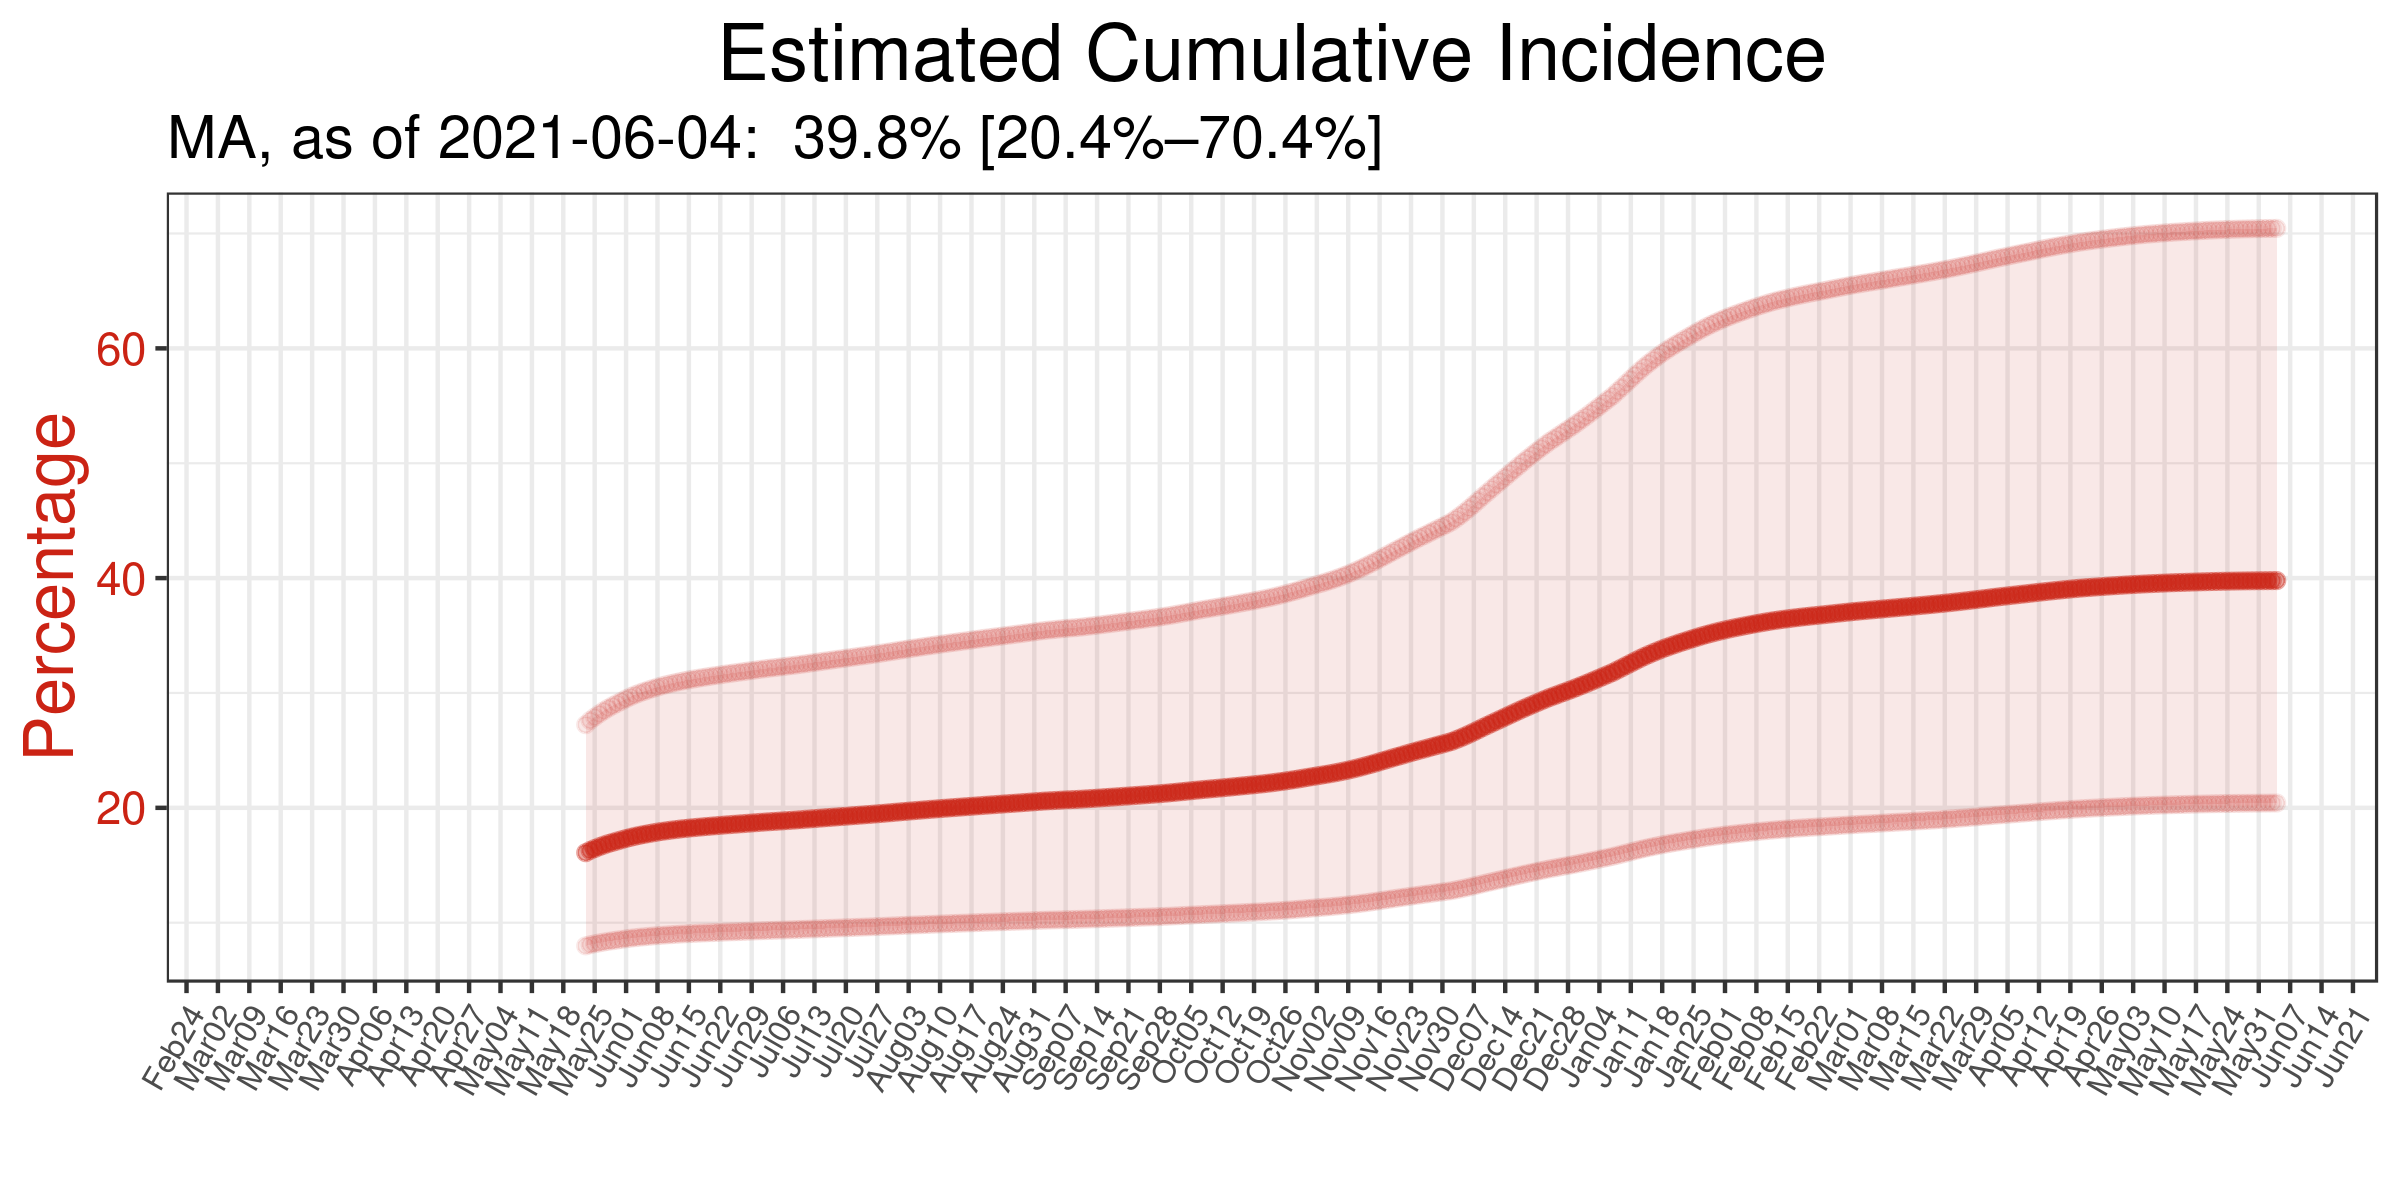 Estimated Cumulative Incidence
MA, as of 2021-06-04:  39.8% [20.4%–70.4%]
Percentage
60
40
20
Feb24
Mar02
Mar09
Mar16
Mar23
Mar30
Apr06
Apr13
Apr20
Apr27
May04
May11
May18
May25
Jun01
Jun08
Jun15
Jun22
Jun29
Jul06
Jul13
Jul20
Jul27
Aug03
Aug10
Aug17
Aug24
Aug31
Sep07
Sep14
Sep21
Sep28
Oct05
Oct12
Oct19
Oct26
Nov02
Nov09
Nov16
Nov23
Nov30
Dec07
Dec14
Dec21
Dec28
Jan04
Jan11
Jan18
Jan25
Feb01
Feb08
Feb15
Feb22
Mar01
Mar08
Mar15
Mar22
Mar29
Apr05
Apr12
Apr19
Apr26
May03
May10
May17
May24
May31
Jun07
Jun14
Jun21